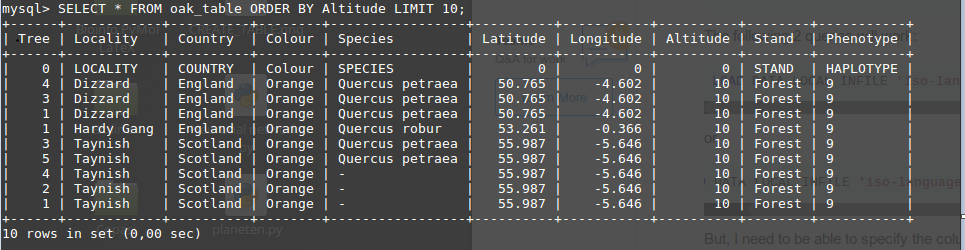 mysql> SELECT * FROM oak_table ORDER BY Altitude LIMIT 10;
+------+------------+----------+--------+-----------------+----------+-----------+----------+--------+-----------+
| Tree | Locality | Country | Colour | Species | Latitude | Longitude | Altitude | Stand | Phenotype |
+------+------------+----------+--------+-----------------+----------+-----------+----------+--------+-----------+
| 0 | LOCALITY | COUNTRY | Colour | SPECIES | 0 | 0 | 0 | STAND | HAPLOTYPE |
| 4 | Dizzard | England | Orange | Quercus petraea | 50.765 | -4.602 | 10 | Forest | 9 |
| 3 | Dizzard | England | Orange | Quercus petraea | 50.765 | -4.602 | 10 | Forest | 9 |
| 1 | Dizzard | England | Orange | Quercus petraea | 50.765 | -4.602 | 10 | Forest | 9 |
| 1 | Hardy Gang | England | Orange | Quercus robur | 53.261 | -0.366 | 10 | Forest | 9 |
| 3 | Taynish | Scotland | Orange | Quercus petraea | 55.987 | -5.646 | 10 | Forest | 9 |
| 5 | Taynish | Scotland | Orange | Quercus petraea | 55.987 | -5.646 | 10 | Forest | 9 |
| 4 | Taynish | Scotland | Orange | - | 55.987 | -5.646 | 10 | Forest | 9 |
| 2 | Taynish | Scotland | Orange | - | 55.987 | -5.646 | 10 | Forest | 9 |
| 1 | Taynish | Scotland | Orange | - | 55.987 | -5.646 | 10 | Forest | 9 |
+------+------------+----------+--------+-----------------+----------+-----------+----------+--------+-----------+
10 rows in set (0,00 sec)
planeten.py
Q&A for work
But, I need to be able to specify the colu